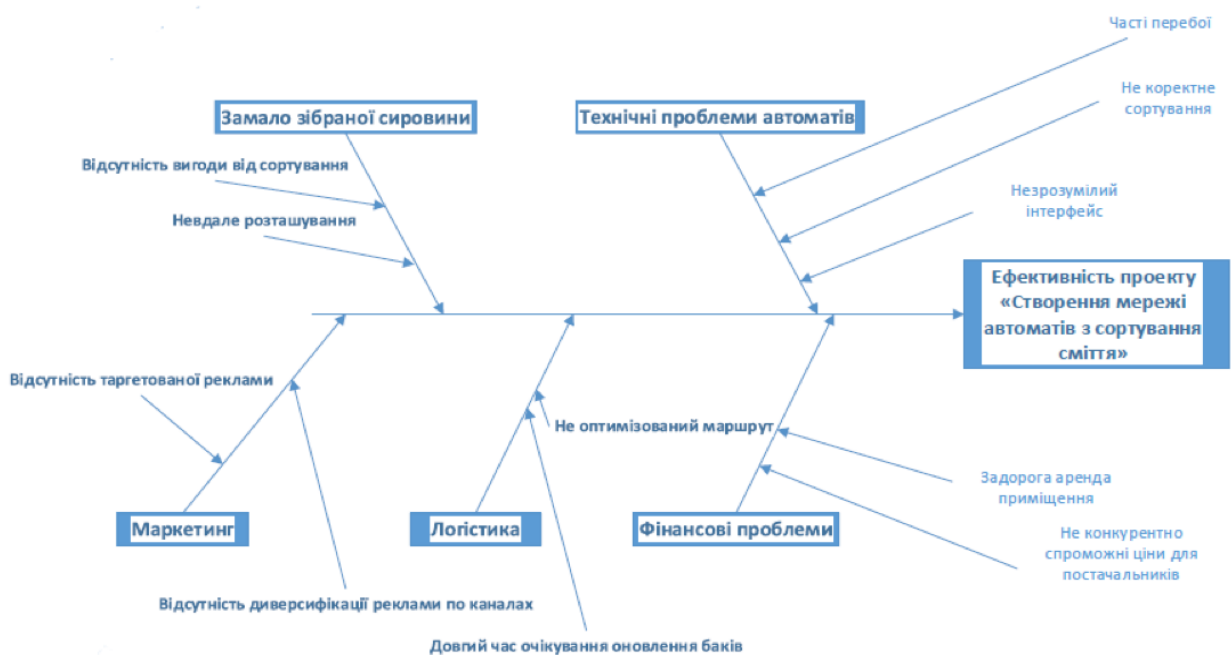 Часті перебої
Не коректне
сортування
Замало зібраної сировини
Технічні проблеми автоматів
Відсутність вигоди від сортування
Невдале розташування
Незрозумілий
інтерфейс
Ефективність проекту
«Створення мережі
автоматів з сортування
сміття»
Відсутність таргетованої реклами
Не оптимізований маршрут
Задорога аренда
приміщення
Маркетинг
Логістика
Фінансові проблеми
Не конкурентно
спроможні ціни для
постачальників
Відсутність диверсифікації реклами по каналах
Довгий час очікування оновлення баків